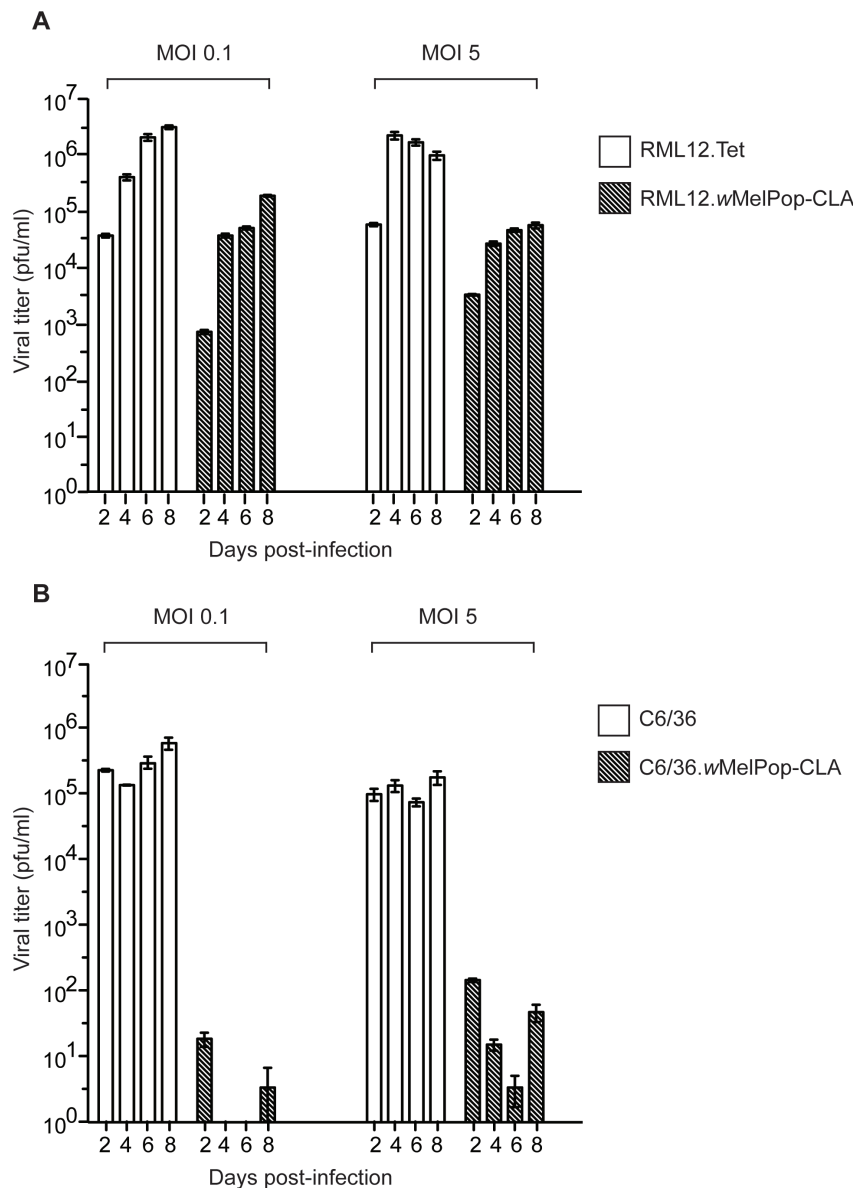 A
MOI 0.1
MOI 5
10^7
10^6
10^5
10^4
10^3
10^2
10^1
10^0
Viral titer (pfu/ml)
RML12.Tet
RML12.wMelPop-CLA
2 4 6 8 2 4 6 8 2 4 6 8 2 4 6 8
Days post-infection
B
MOI 0.1
MOI 5
10^7
10^6
10^5
10^4
10^3
10^2
10^1
10^0
Viral titer (pfu/ml)
C6/36
C6/36.wMelPop-CLA
2 4 6 8 2 4 6 8 2 4 6 8 2 4 6 8
Days post-infection